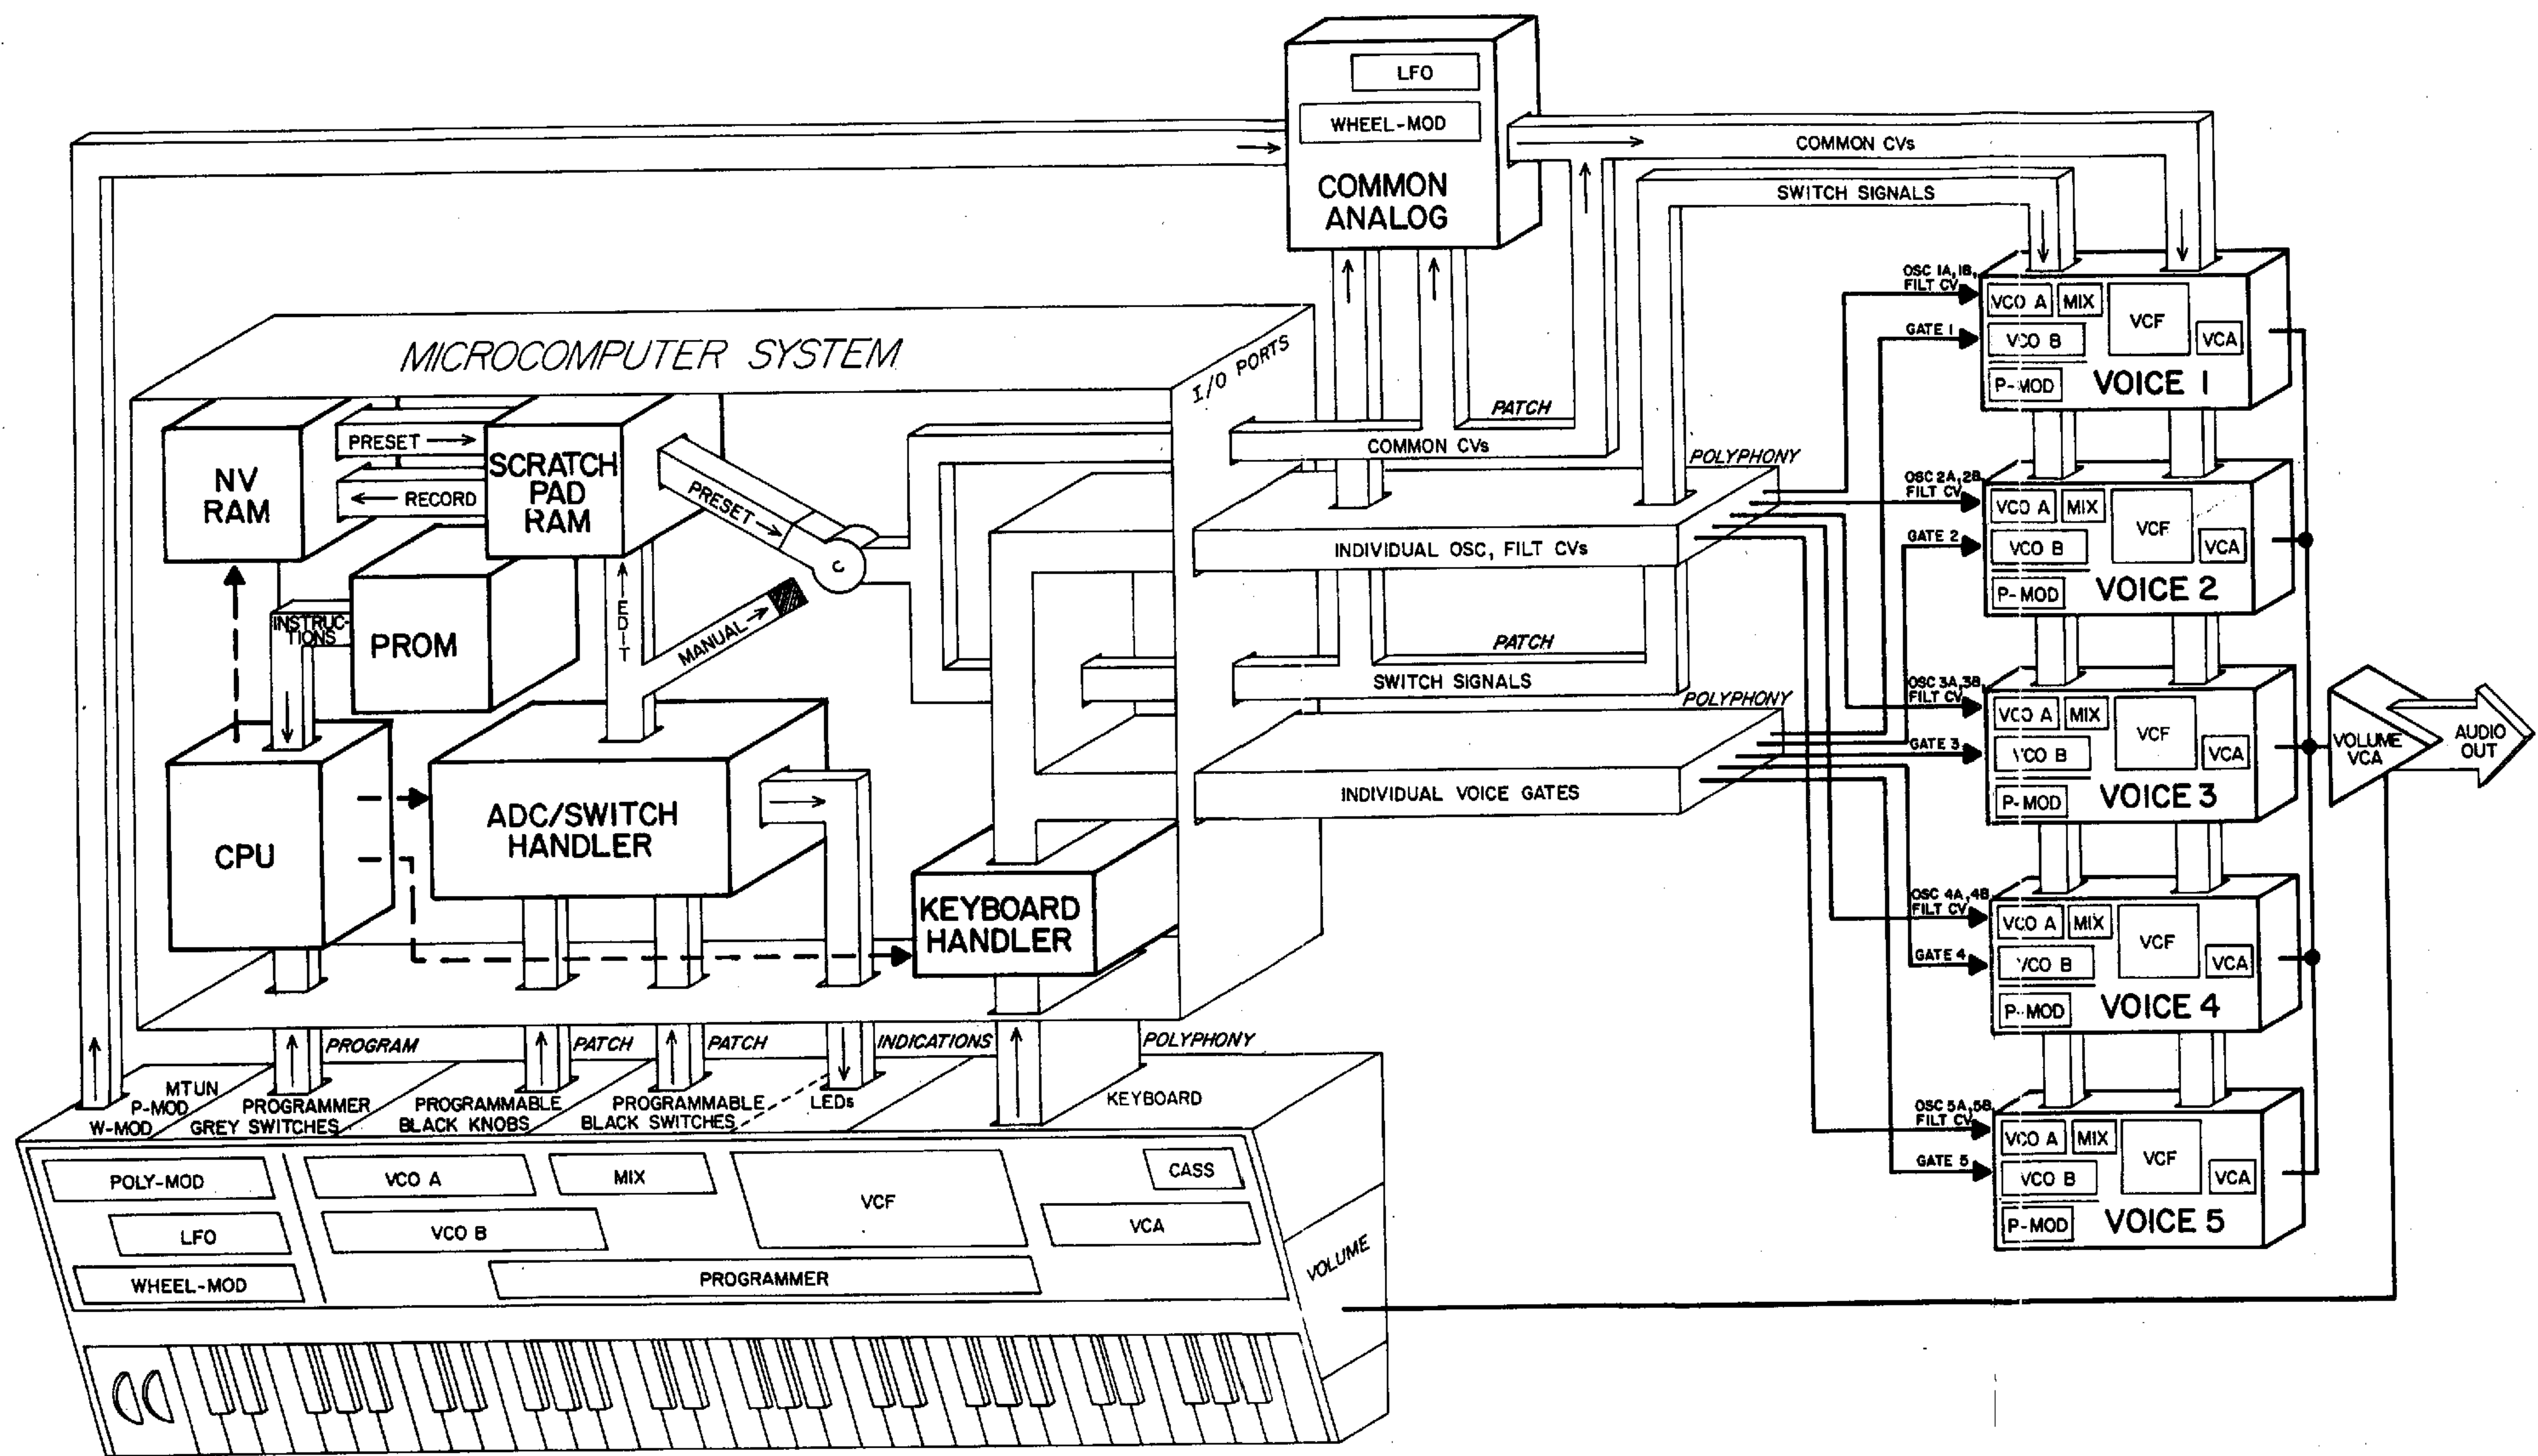 LFO
WHEEL-MOD
COMMON
ANALOG
COMMON CVs
SWITCH SIGNALS
MICROCOMPUTER SYSTEM
I/O PORTS
NV
RAM
PRESET
RECORD
SCRATCH
PAD
RAM
PRESET
C
EDIT
MANUAL
INSTRUC-
TIONS
PROM
CPU
ADC/SWITCH
HANDLER
KEYBOARD
HANDLER
PATCH
COMMON CVs
POLYPHONY
INDIVIDUAL OSC, FILT CVs
PATCH
SWITCH SIGNALS
POLYPHONY
INDIVIDUAL VOICE GATES
OSC 1A, 1B,
FILT CV
GATE 1
VCO A
MIX
VCF
VCO B
VCA
P-MOD
VOICE 1
OSC 2A, 2B,
FILT CV
GATE 2
VCO A
MIX
VCF
VCO B
VCA
P-MOD
VOICE 2
OSC 3A, 3B,
FILT CV
GATE 3
VCO A
MIX
VCF
VCO B
VCA
P-MOD
VOICE 3
OSC 4A, 4B,
FILT CV
GATE 4
VCO A
MIX
VCF
VCO B
VCA
P-MOD
VOICE 4
OSC 5A, 5B,
FILT CV
GATE 5
VCO A
MIX
VCF
VCO B
VCA
P-MOD
VOICE 5
VOLUME
VCA
AUDIO
OUT
PROGRAM
PATCH
PATCH
INDICATIONS
POLYPHONY
MTUN
P-MOD
W-MOD
PROGRAMMER
GREY SWITCHES
PROGRAMMABLE
BLACK KNOBS
PROGRAMMABLE
BLACK SWITCHES
LEDs
KEYBOARD
POLY-MOD
LFO
WHEEL-MOD
VCO A
MIX
VCO B
VCF
CASS
VCA
PROGRAMMER
VOLUME